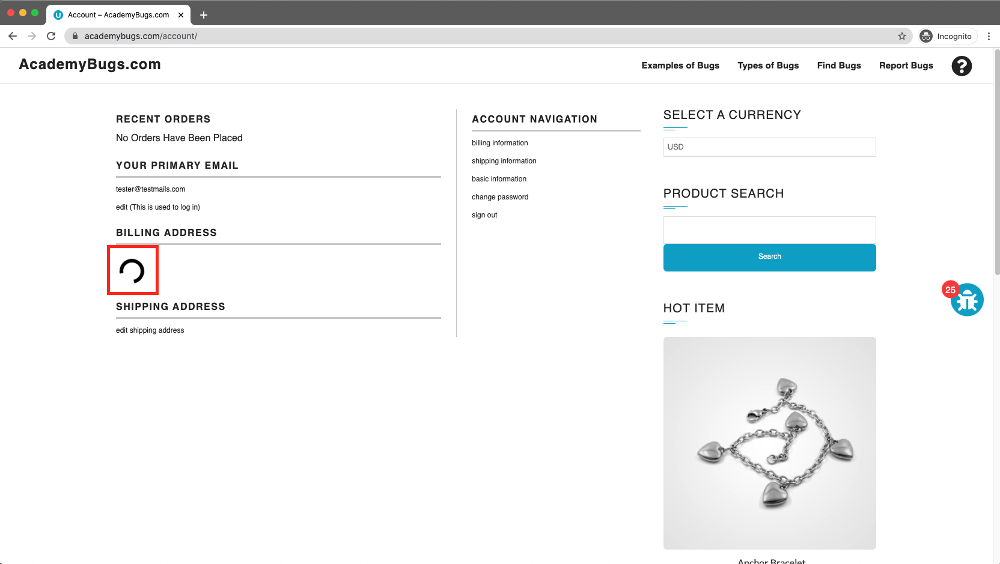 Account – AcademyBugs.com
academybugs.com/account/
Incognito
AcademyBugs.com
Examples of Bugs
Types of Bugs
Find Bugs
Report Bugs
?
RECENT ORDERS
No Orders Have Been Placed
YOUR PRIMARY EMAIL
tester@testmails.com
edit (This is used to log in)
BILLING ADDRESS
SHIPPING ADDRESS
edit shipping address
ACCOUNT NAVIGATION
billing information
shipping information
basic information
change password
sign out
SELECT A CURRENCY
USD
PRODUCT SEARCH
Search
25
HOT ITEM
Anchor Bracelet